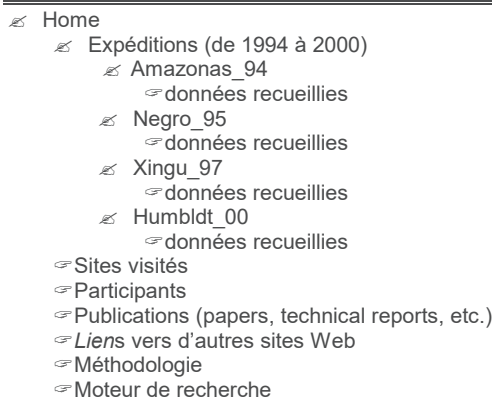 Home
Expéditions (de 1994 à 2000)
Amazonas_94
données recueillies
Negro_95
données recueillies
Xingu_97
données recueillies
Humbldt_00
données recueillies
Sites visités
Participants
Publications (papers, technical reports, etc.)
Liens vers d'autres sites Web
Méthodologie
Moteur de recherche